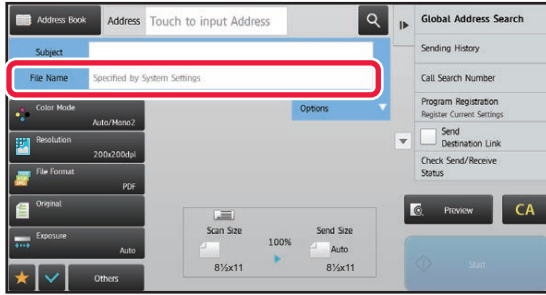 Address Book
Address
Touch to input Address
Subject
File Name
Specified by System Settings
Color Mode
Auto/Mono2
Resolution
200x200dpi
File Format
PDF
Original
Exposure
Auto
Others
Options
Scan Size
100%
Send Size
Auto
8½x11
8½x11
Global Address Search
Sending History
Call Search Number
Program Registration
Register Current Settings
Send
Destination Link
Check Send/Receive
Status
Preview
CA
Start